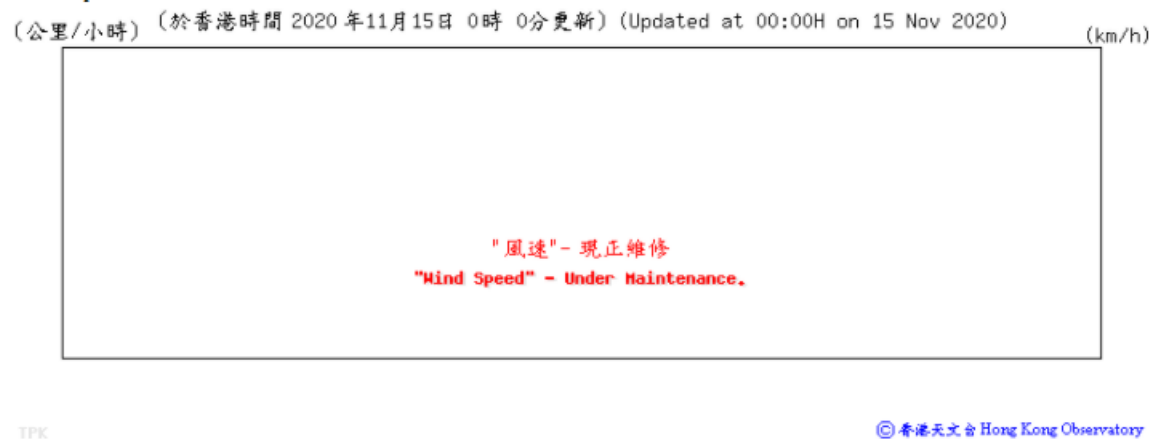 (公里/小時) (於香港時間 2020 年11月15日 0時 0分更新) (Updated at 00:00H on 15 Nov 2020) (km/h)
"風速"- 現正維修
"Wind Speed" - Under Maintenance.
TPK © 香港天文台 Hong Kong Observatory